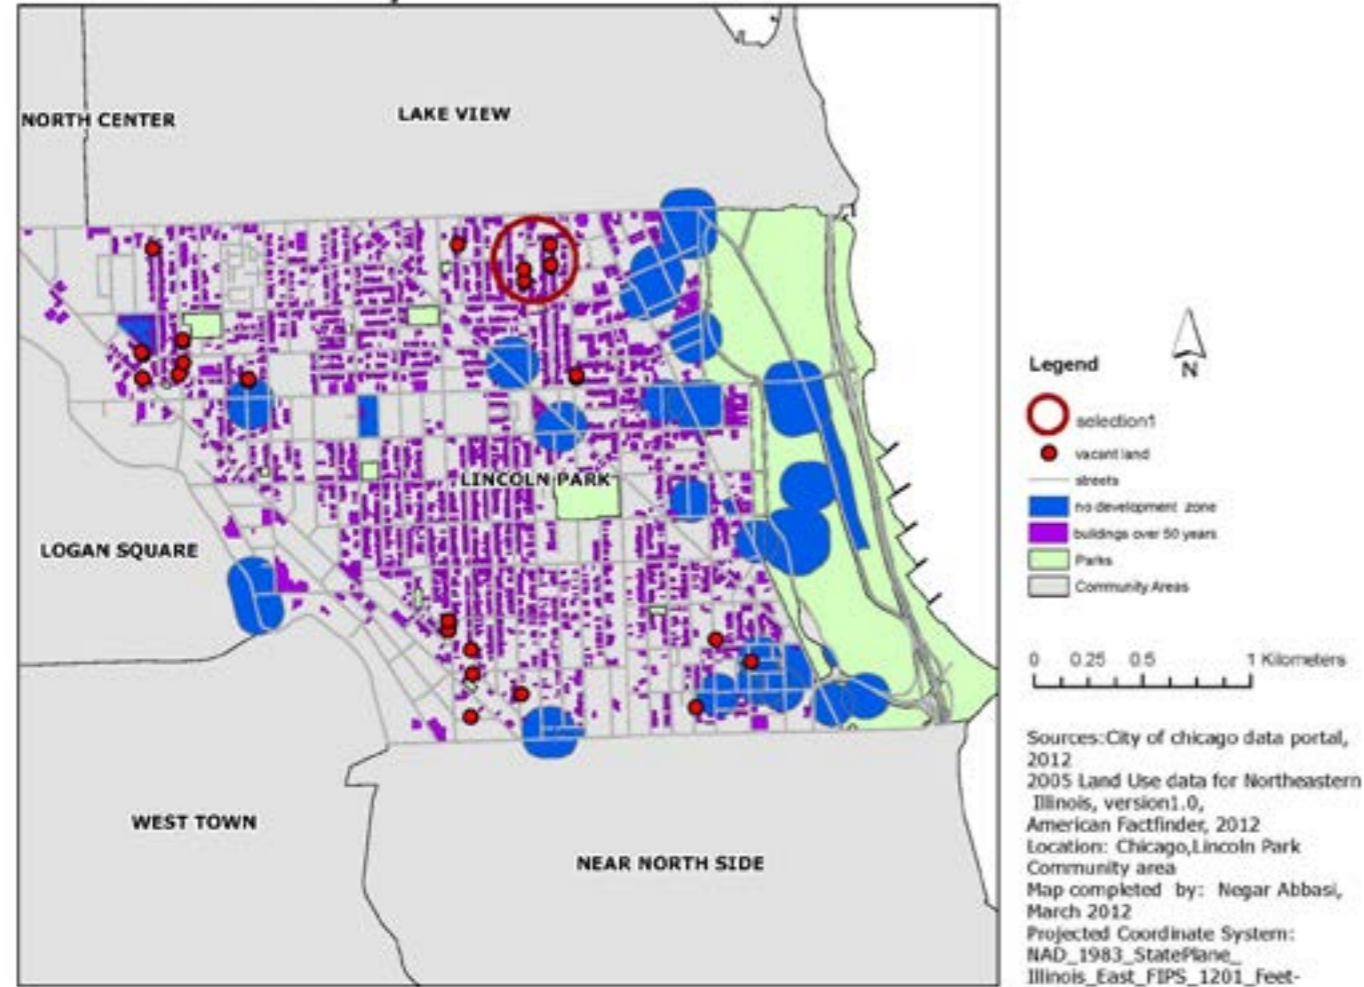 NORTH CENTER
LAKE VIEW
LINCOLN PARK
LOGAN SQUARE
WEST TOWN
NEAR NORTH SIDE
N
Legend
selection1
vacant land
streets
no development zone
buildings over 50 years
Parks
Community Areas
0 0.25 0.5 1 Kilometers
Sources:City of chicago data portal,
2012
2005 Land Use data for Northeastern
Illinois, version1.0,
American Factfinder, 2012
Location: Chicago,Lincoln Park
Community area
Map completed by: Negar Abbasi,
March 2012
Projected Coordinate System:
NAD_1983_StatePlane_
Illinois_East_FIPS_1201_Feet-